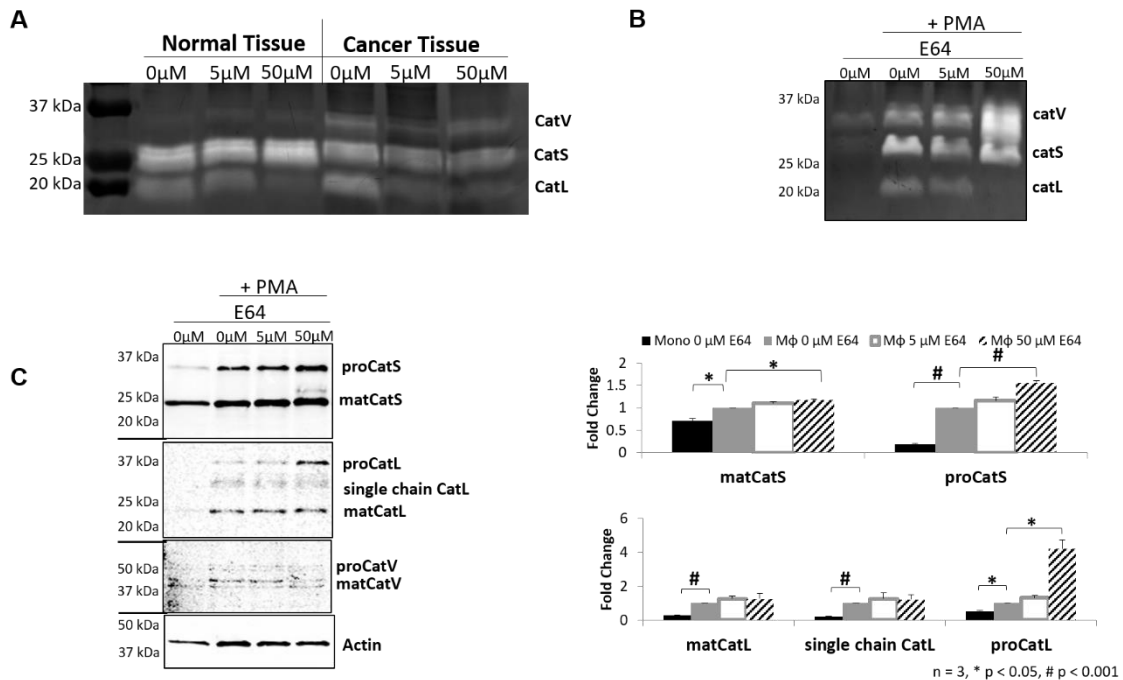 A
Normal Tissue Cancer Tissue
0µM 5µM 50µM 0µM 5µM 50µM
37 kDa
25 kDa
20 kDa
CatV
CatS
CatL
B
+ PMA
E64
0µM 0µM 5µM 50µM
37 kDa
25 kDa
20 kDa
catV
catS
catL
C
+ PMA
E64
0µM 0µM 5µM 50µM
37 kDa
25 kDa
20 kDa
proCatS
matCatS
37 kDa
25 kDa
20 kDa
proCatL
single chain CatL
matCatL
50 kDa
37 kDa
proCatV
matCatV
50 kDa
37 kDa
Actin
Mono 0 µM E64 Mф 0 µM E64 Mф 5 µM E64 Mф 50 µM E64
Fold Change
2
1.5
1
0.5
0
* * # #
matCatS proCatS
Fold Change
6
4
2
0
# # * *
matCatL single chain CatL proCatL
n = 3, * p < 0.05, # p < 0.001